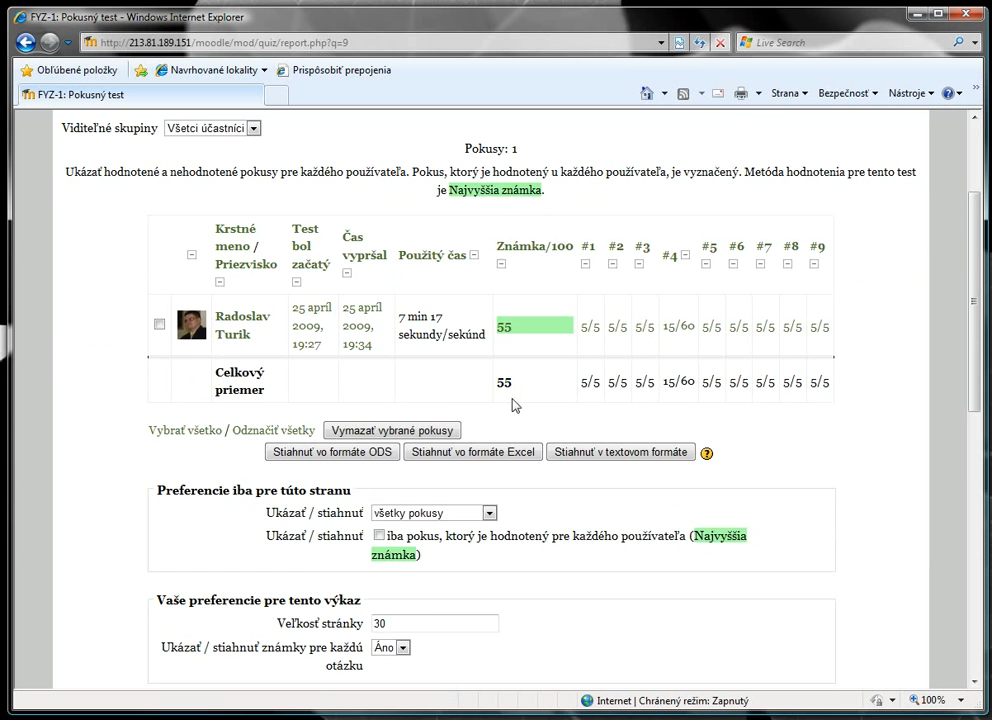 FYZ-1: Pokusný test - Windows Internet Explorer
http://213.81.189.151/moodle/mod/quiz/report.php?q=9
Live Search
Obľúbené položky
Navrhované lokality
Prispôsobiť prepojenia
FYZ-1: Pokusný test
Strana
Bezpečnosť
Nástroje
Viditeľné skupiny
Všetci účastníci
Pokusy: 1
Ukázať hodnotené a nehodnotené pokusy pre každého používateľa. Pokus, ktorý je hodnotený u každého používateľa, je vyznačený. Metóda hodnotenia pre tento test
je Najvyššia známka.
Krstné meno / Priezvisko
Test bol začatý
Čas vypršal
Použitý čas
Známka/100
#1 #2 #3 #4 #5 #6 #7 #8 #9
Radoslav Turik
25 apríl 2009, 19:27
25 apríl 2009, 19:34
7 min 17 sekundy/sekúnd
55
5/5 5/5 5/5 15/60 5/5 5/5 5/5 5/5 5/5
Celkový priemer
55
5/5 5/5 5/5 15/60 5/5 5/5 5/5 5/5 5/5
Vybrať všetko / Odznačiť všetky
Vymazať vybrané pokusy
Stiahnuť vo formáte ODS
Stiahnuť vo formáte Excel
Stiahnuť v textovom formáte
?
Preferencie iba pre túto stranu
Ukázať / stiahnuť
všetky pokusy
Ukázať / stiahnuť
iba pokus, ktorý je hodnotený pre každého používateľa (Najvyššia
známka)
Vaše preferencie pre tento výkaz
Veľkosť stránky
30
Ukázať / stiahnuť známky pre každú
otázku
Áno
Internet | Chránený režim: Zapnutý
100%